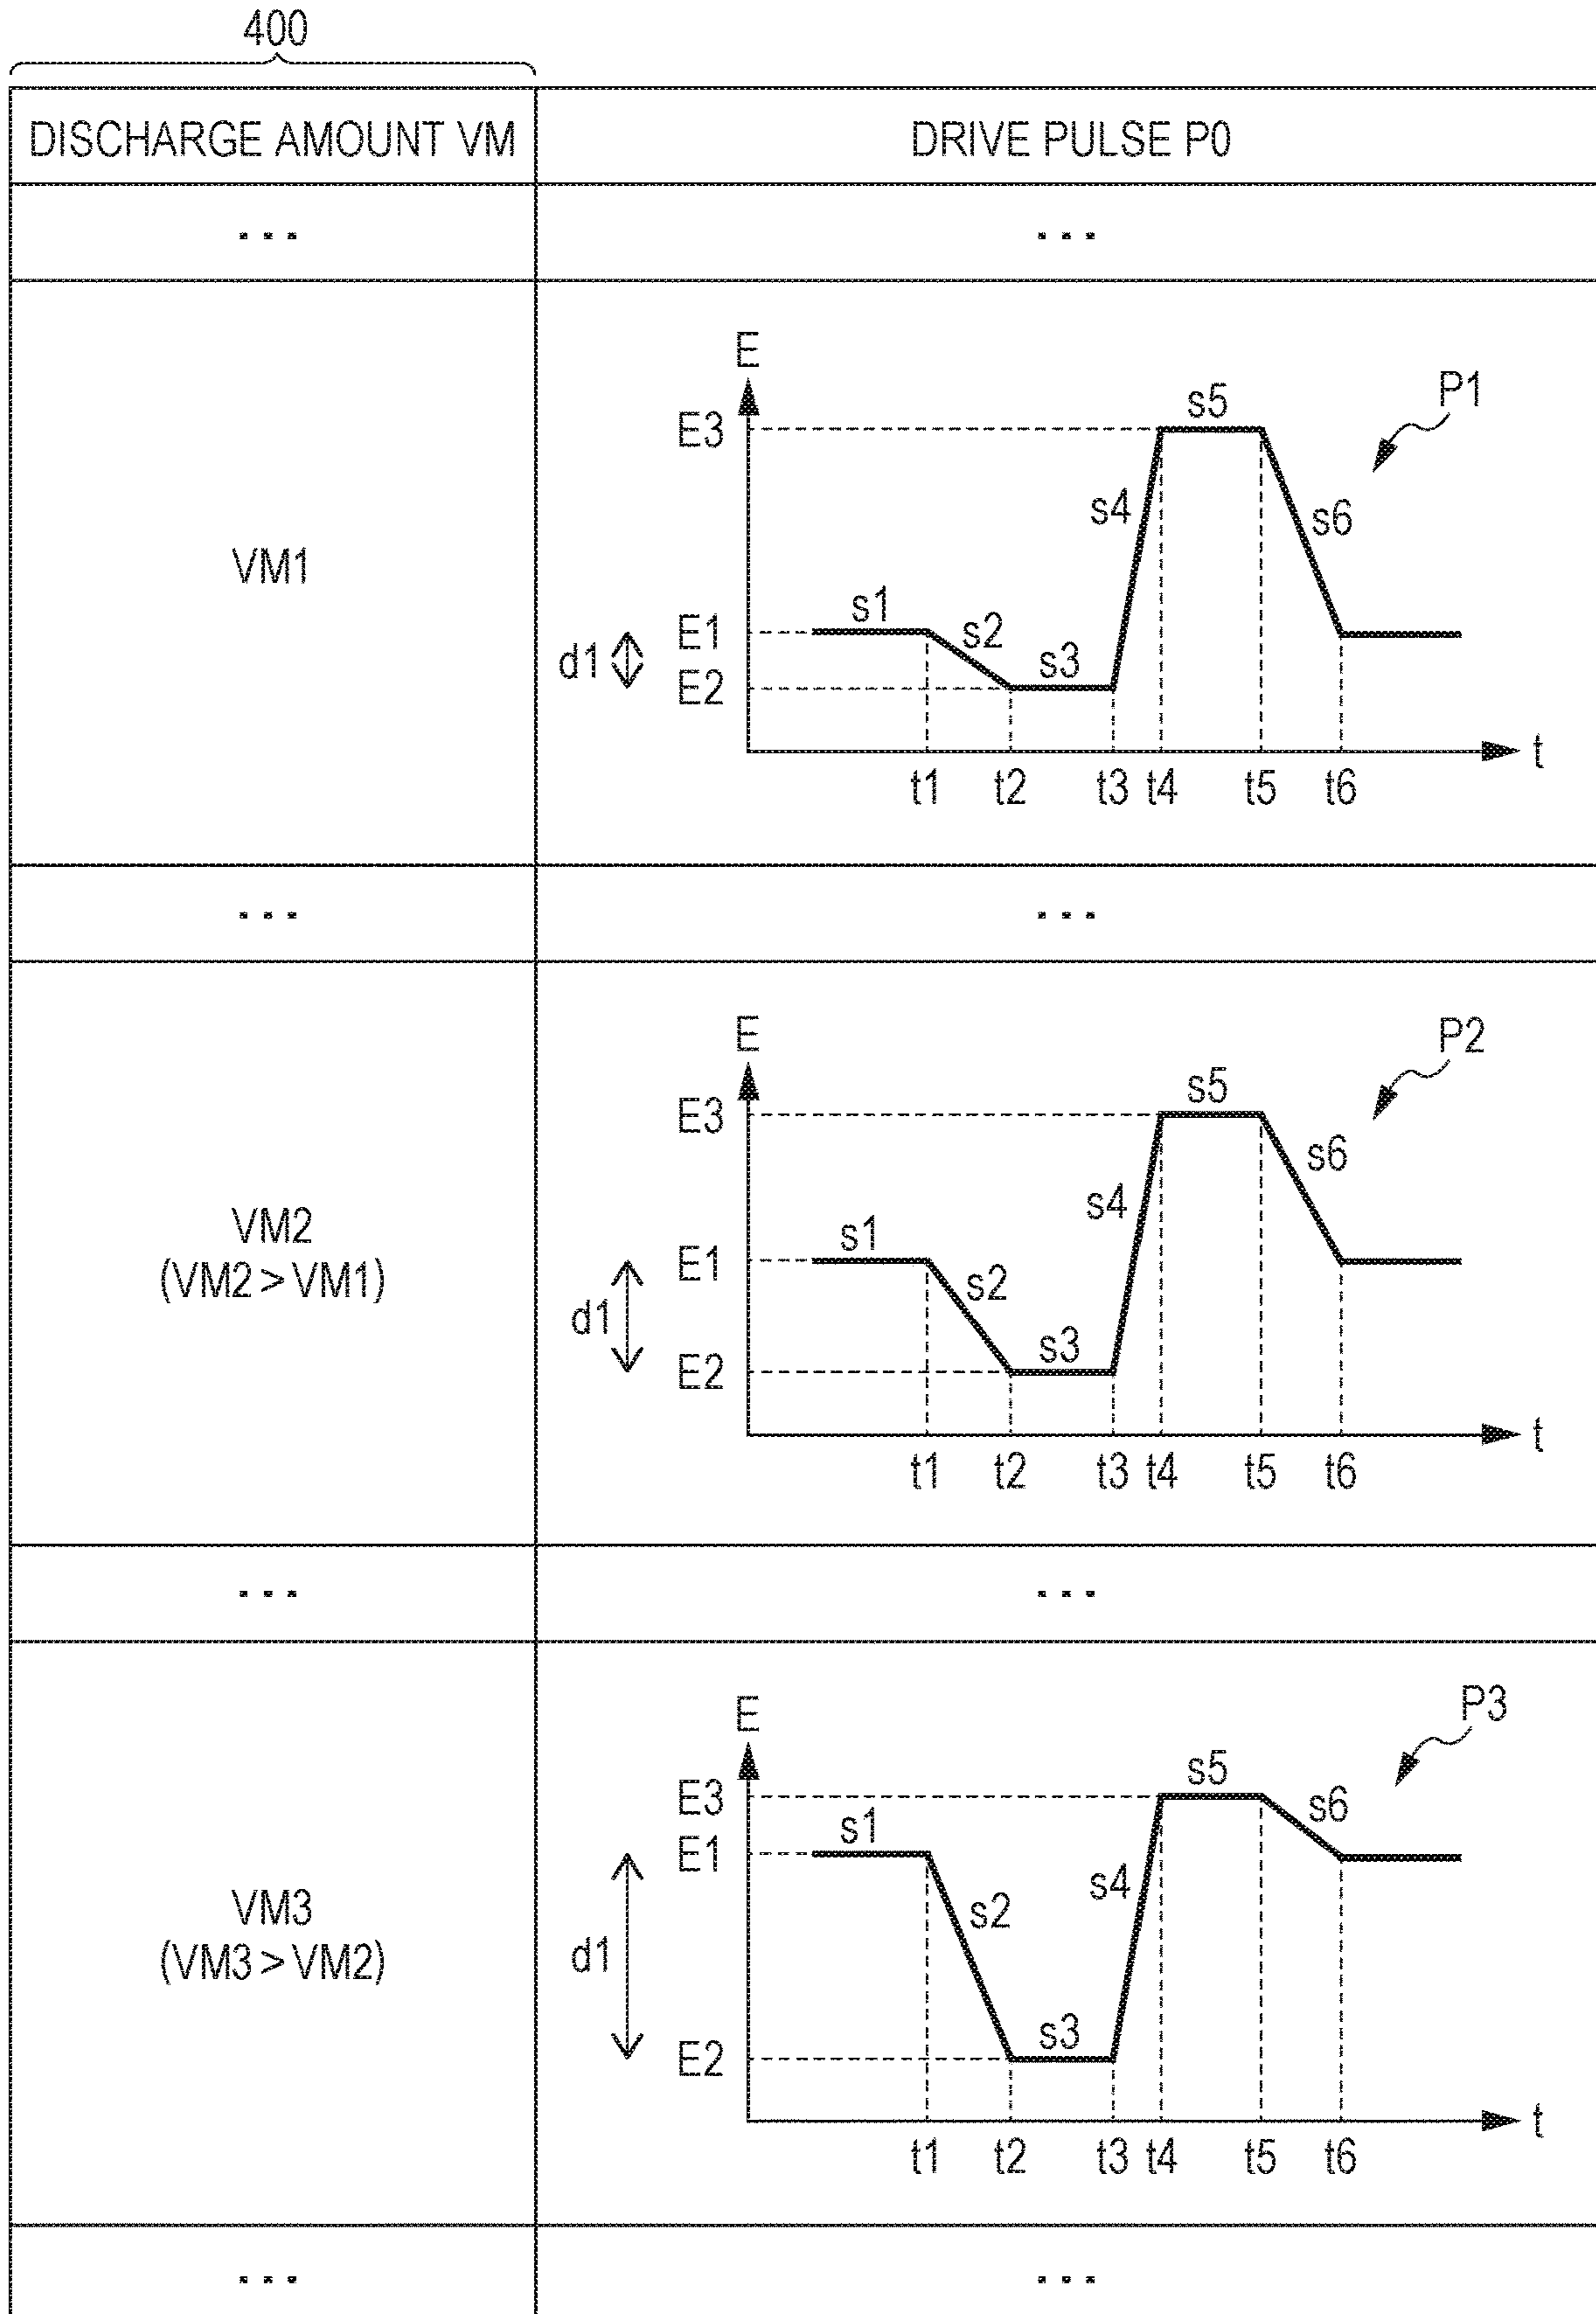 400
DISCHARGE AMOUNT VM
DRIVE PULSE P0
... ...
VM1
E
P1
E3
s5
s4
s6
E1
s1
s2
d1
s3
E2
t
t1 t2 t3 t4 t5 t6
... ...
VM2
(VM2 > VM1)
E
P2
E3
s5
s6
s4
s1
E1
s2
d1
s3
E2
t
t1 t2 t3 t4 t5 t6
... ...
VM3
(VM3 > VM2)
E
P3
s5
E3
s6
s1
E1
s4
s2
d1
s3
E2
t
t1 t2 t3 t4 t5 t6
... ...